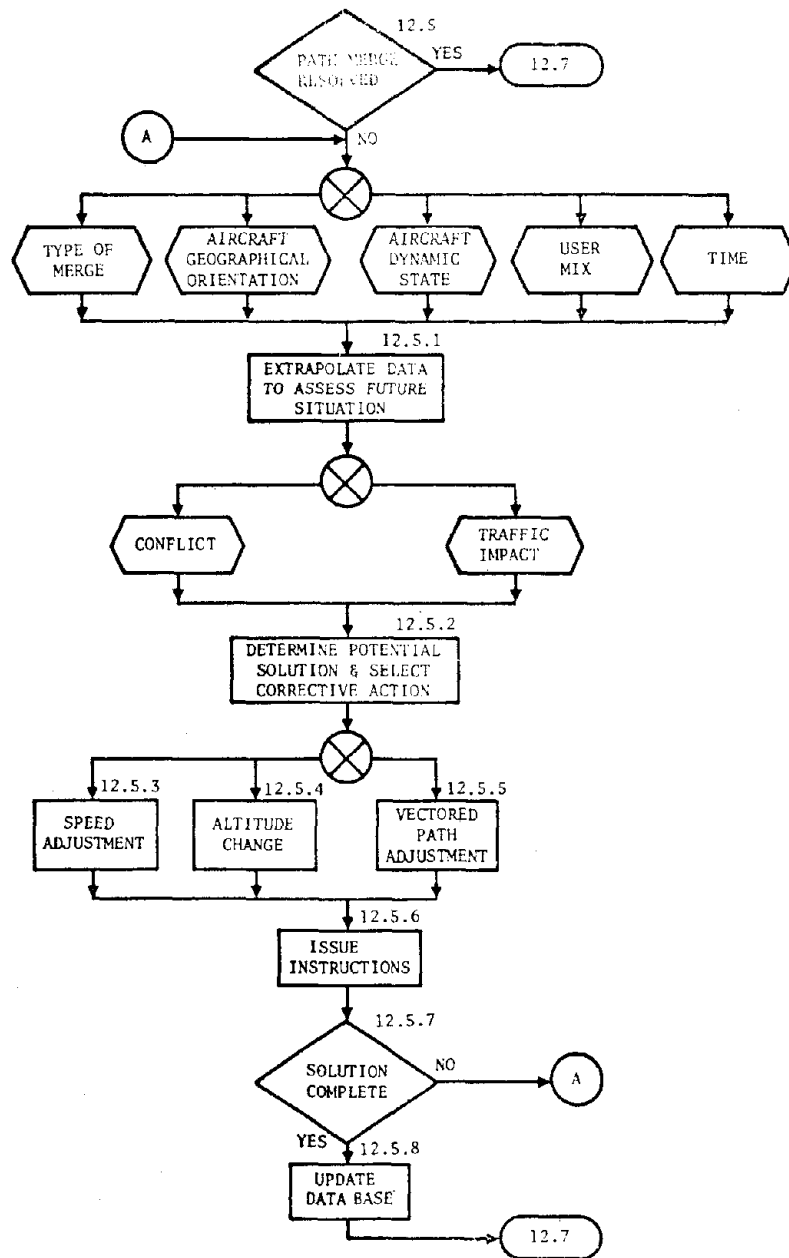 12.5
PATH MERGE
RESOLVED
YES
12.7
A
NO
TYPE OF
MERGE
AIRCRAFT
GEOGRAPHICAL
ORIENTATION
AIRCRAFT
DYNAMIC
STATE
USER
MIX
TIME
12.5.1
EXTRAPOLATE DATA
TO ASSESS FUTURE
SITUATION
CONFLICT
TRAFFIC
IMPACT
12.5.2
DETERMINE POTENTIAL
SOLUTION & SELECT
CORRECTIVE ACTION
12.5.3
SPEED
ADJUSTMENT
12.5.4
ALTITUDE
CHANGE
12.5.5
VECTORED
PATH
ADJUSTMENT
12.5.6
ISSUE
INSTRUCTIONS
12.5.7
SOLUTION
COMPLETE
NO
A
YES
12.5.8
UPDATE
DATA BASE
12.7